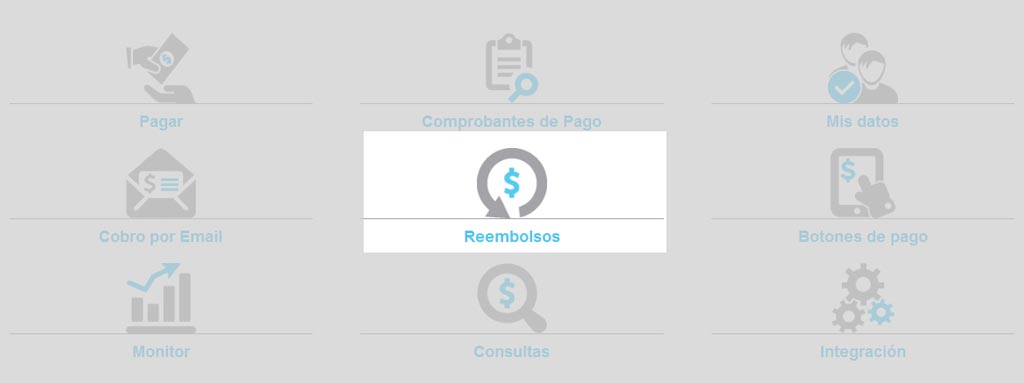 Pagar
Comprobantes de Pago
Mis datos
$
$
$
Cobro por Email
Reembolsos
Botones de pago
$
Monitor
Consultas
Integración